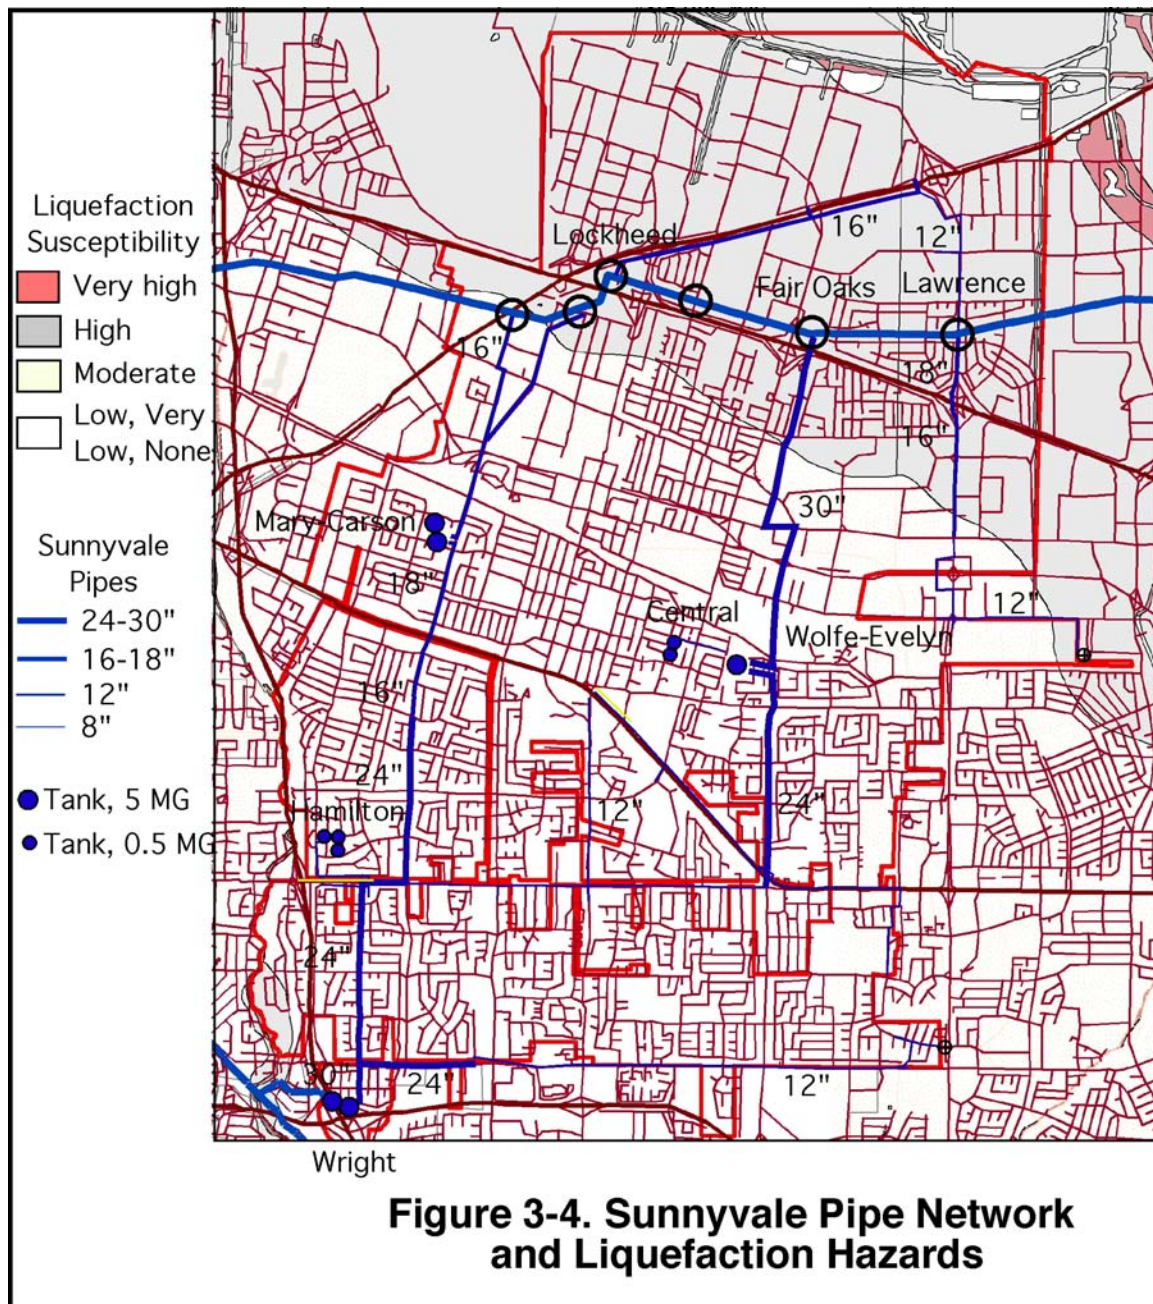 Liquefaction
Susceptibility
Very high
High
Moderate
Low, Very
Low, None
Sunnyvale
Pipes
24-30"
16-18"
12"
8"
Tank, 5 MG
Tank, 0.5 MG
Lockheed
16"
12"
Fair Oaks
Lawrence
16"
18"
16"
30"
Mary-Carson
18"
12"
Central
Wolfe-Evelyn
16"
24"
Hamilton
12"
24"
24"
30"
24"
12"
Wright
Figure 3-4. Sunnyvale Pipe Network
and Liquefaction Hazards